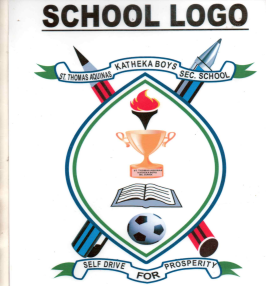 SCHOOL LOGO
ST. THOMAS AQUINAS KATHEKA BOYS SEC. SCHOOL
SELF DRIVE FOR PROSPERITY